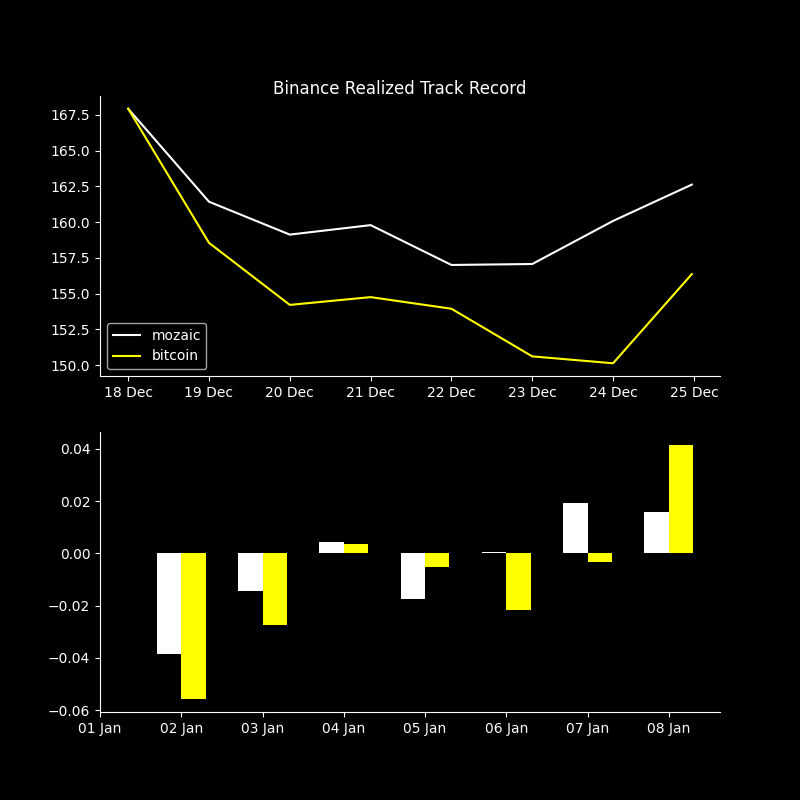 Binance Realized Track Record
167.5
165.0
162.5
160.0
157.5
155.0
152.5
150.0
mozaic
bitcoin
18 Dec 19 Dec 20 Dec 21 Dec 22 Dec 23 Dec 24 Dec 25 Dec
0.04
0.02
0.00
−0.02
−0.04
−0.06
01 Jan 02 Jan 03 Jan 04 Jan 05 Jan 06 Jan 07 Jan 08 Jan